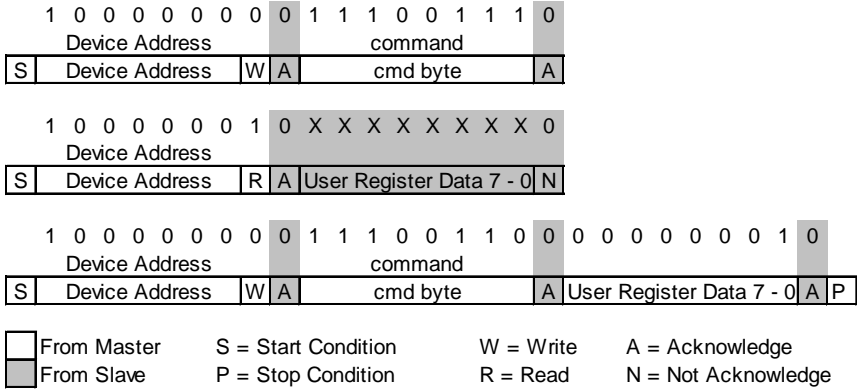 1 0 0 0 0 0 0 0 0 1 1 1 0 0 1 1 1 0
Device Address command
S Device Address W A cmd byte A
1 0 0 0 0 0 0 1 0 X X X X X X X X 0
Device Address
S Device Address R A User Register Data 7 - 0 N
1 0 0 0 0 0 0 0 0 1 1 1 0 0 1 1 0 0 0 0 0 0 0 0 1 0 0
Device Address command
S Device Address W A cmd byte A User Register Data 7 - 0 A P
From Master S = Start Condition W = Write A = Acknowledge
From Slave P = Stop Condition R = Read N = Not Acknowledge